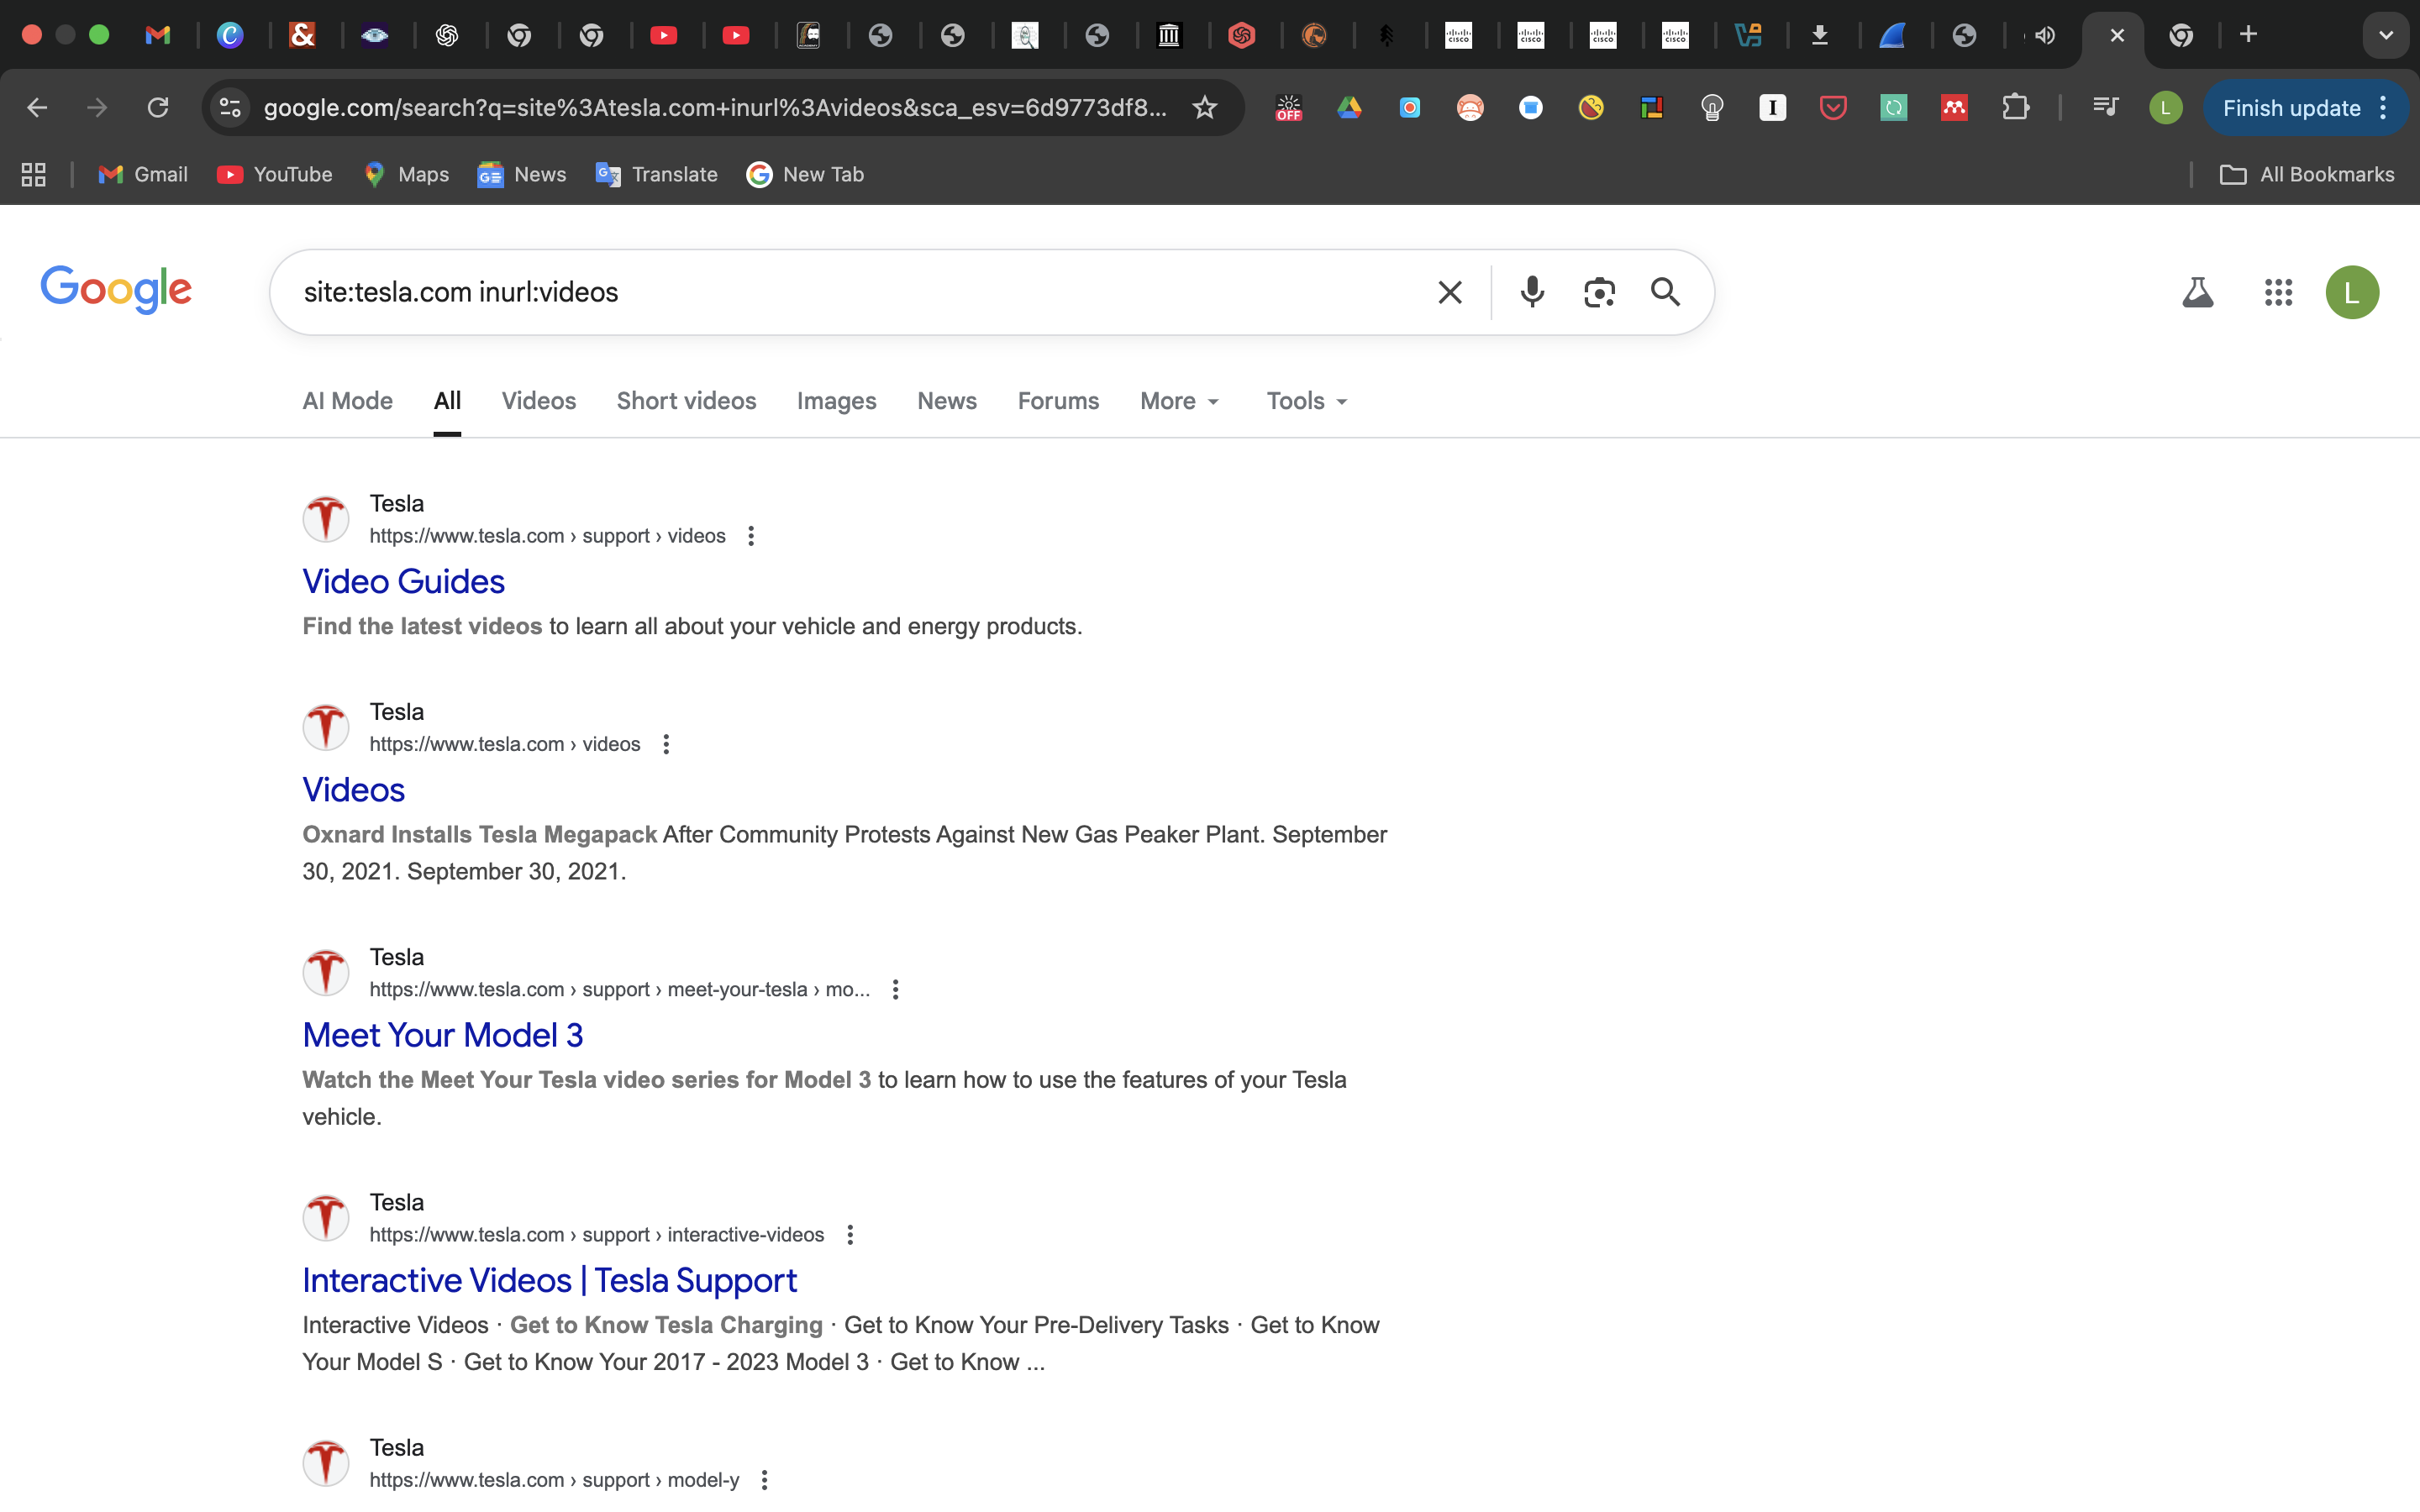 google.com/search?q=site%3Atesla.com+inurl%3Avideos&sca_esv=6d9773df8...
OFF
L
Finish update
Gmail
YouTube
Maps
News
Translate
New Tab
All Bookmarks
Google
site:tesla.com inurl:videos
L
AI Mode
All
Videos
Short videos
Images
News
Forums
More
Tools
Tesla
https://www.tesla.com › support › videos
Video Guides
Find the latest videos to learn all about your vehicle and energy products.
Tesla
https://www.tesla.com › videos
Videos
Oxnard Installs Tesla Megapack After Community Protests Against New Gas Peaker Plant. September
30, 2021. September 30, 2021.
Tesla
https://www.tesla.com › support › meet-your-tesla › mo...
Meet Your Model 3
Watch the Meet Your Tesla video series for Model 3 to learn how to use the features of your Tesla
vehicle.
Tesla
https://www.tesla.com › support › interactive-videos
Interactive Videos | Tesla Support
Interactive Videos · Get to Know Tesla Charging · Get to Know Your Pre-Delivery Tasks · Get to Know
Your Model S · Get to Know Your 2017 - 2023 Model 3 · Get to Know ...
Tesla
https://www.tesla.com › support › model-y